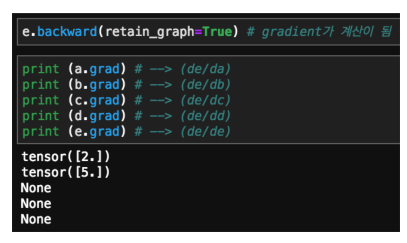 e.backward(retain_graph=True) # gradient가 계산이 됨
print (a.grad) # --> (de/da)
print (b.grad) # --> (de/db)
print (c.grad) # --> (de/dc)
print (d.grad) # --> (de/dd)
print (e.grad) # --> (de/de)
tensor([2.])
tensor([5.])
None
None
None